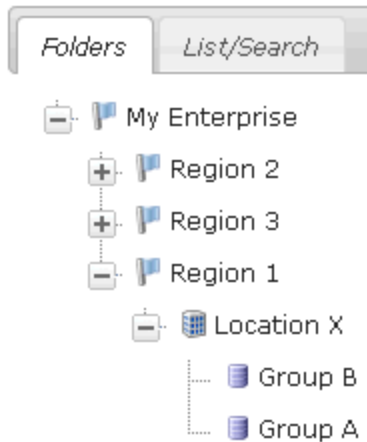 Folders List/Search
My Enterprise
Region 2
Region 3
Region 1
Location X
Group B
Group A